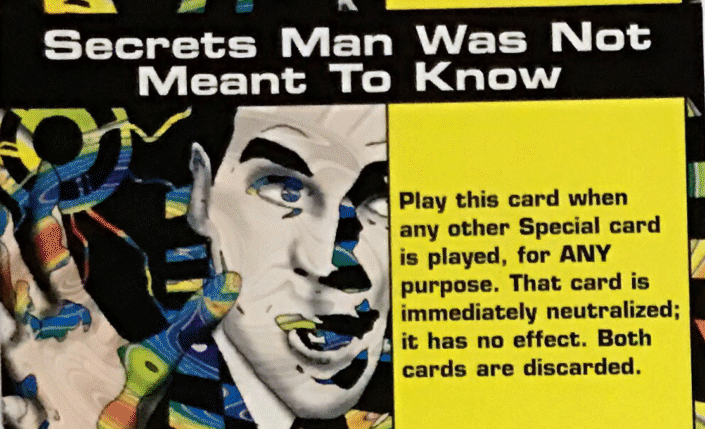 Secrets Man Was Not
Meant To Know
Play this card when
any other Special card
is played, for ANY
purpose. That card is
immediately neutralized;
it has no effect. Both
cards are discarded.